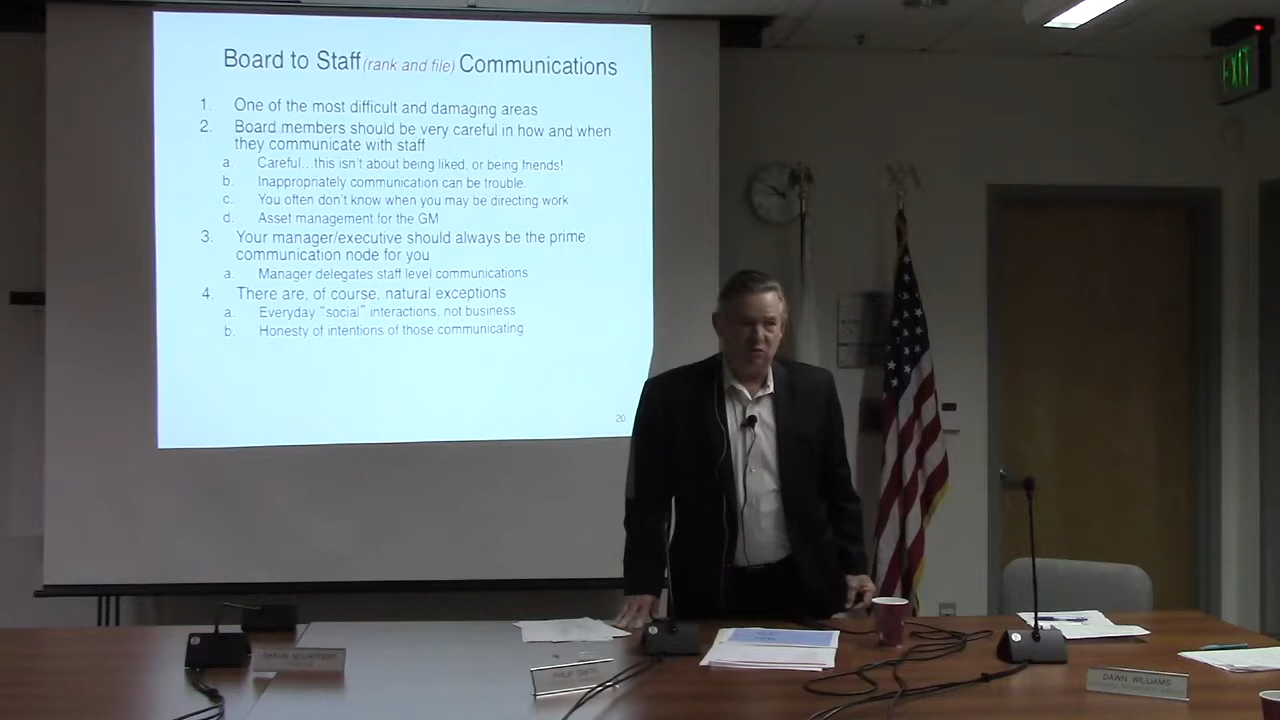 Board to Staff (rank and file) Communications
1. One of the most difficult and damaging areas
2. Board members should be very careful in how and when
they communicate with staff
a. Careful...this isn't about being liked, or being friends!
b. Inappropriately communication can be trouble.
c. You often don't know when you may be directing work
d. Asset management for the GM
3. Your manager/executive should always be the prime
communication node for you
a. Manager delegates staff level communications
4. There are, of course, natural exceptions
a. Everyday "social" interactions, not business
b. Honesty of intentions of those communicating
20
EXIT
PHILIP SMITH
DAWN WILLIAMS